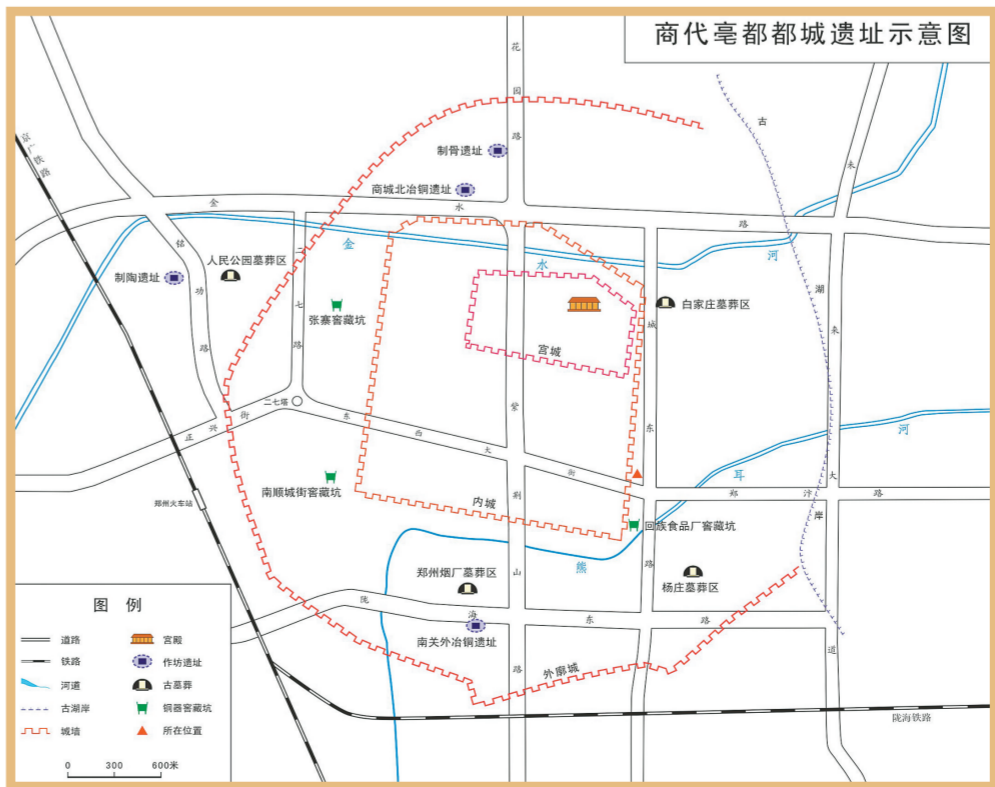 商代亳都都城遗址示意图
花园路
古
未来大道
京广铁路
制骨遗址
商城北冶铜遗址
金水路
金水河
铭功路
人民公园墓葬区
制陶遗址
二七路
张寨窖藏坑
白家庄墓葬区
湖
城东路
宫城
紫荆山路
二七塔
正兴街
东西大街
熊耳河
南顺城街窖藏坑
内城
郑汴路
郑州火车站
岸
回族食品厂窖藏坑
郑州烟厂墓葬区
杨庄墓葬区
陇海东路
南关外冶铜遗址
外廓城
陇海铁路
图 例
道路
宫殿
铁路
作坊遗址
河道
古墓葬
古湖岸
铜器窖藏坑
城墙
所在位置
0 300 600米